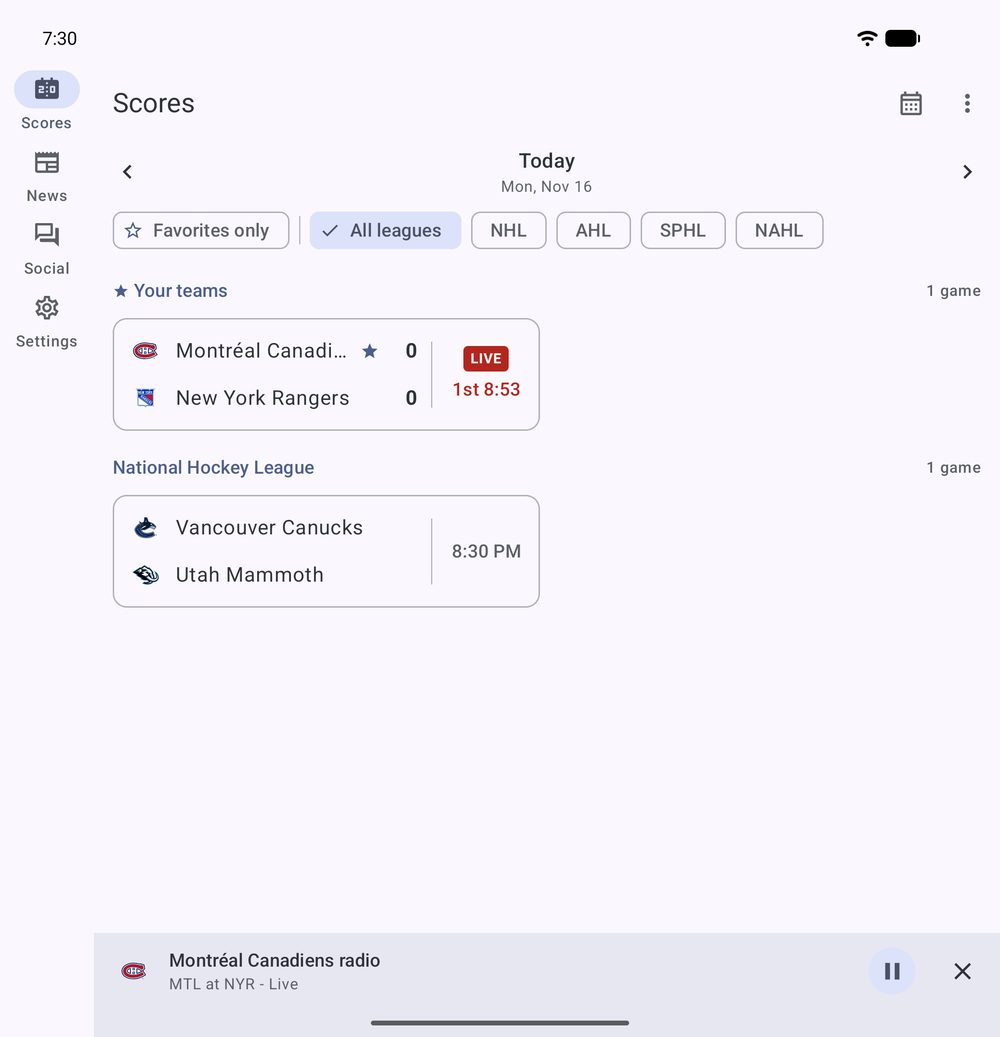 7:30
Scores
Scores
News
Social
Settings
Today
Mon, Nov 16
Favorites only
All leagues
NHL
AHL
SPHL
NAHL
Your teams
1 game
Montréal Canadi... 0
New York Rangers 0
LIVE
1st 8:53
National Hockey League
1 game
Vancouver Canucks
Utah Mammoth
8:30 PM
Montréal Canadiens radio
MTL at NYR - Live